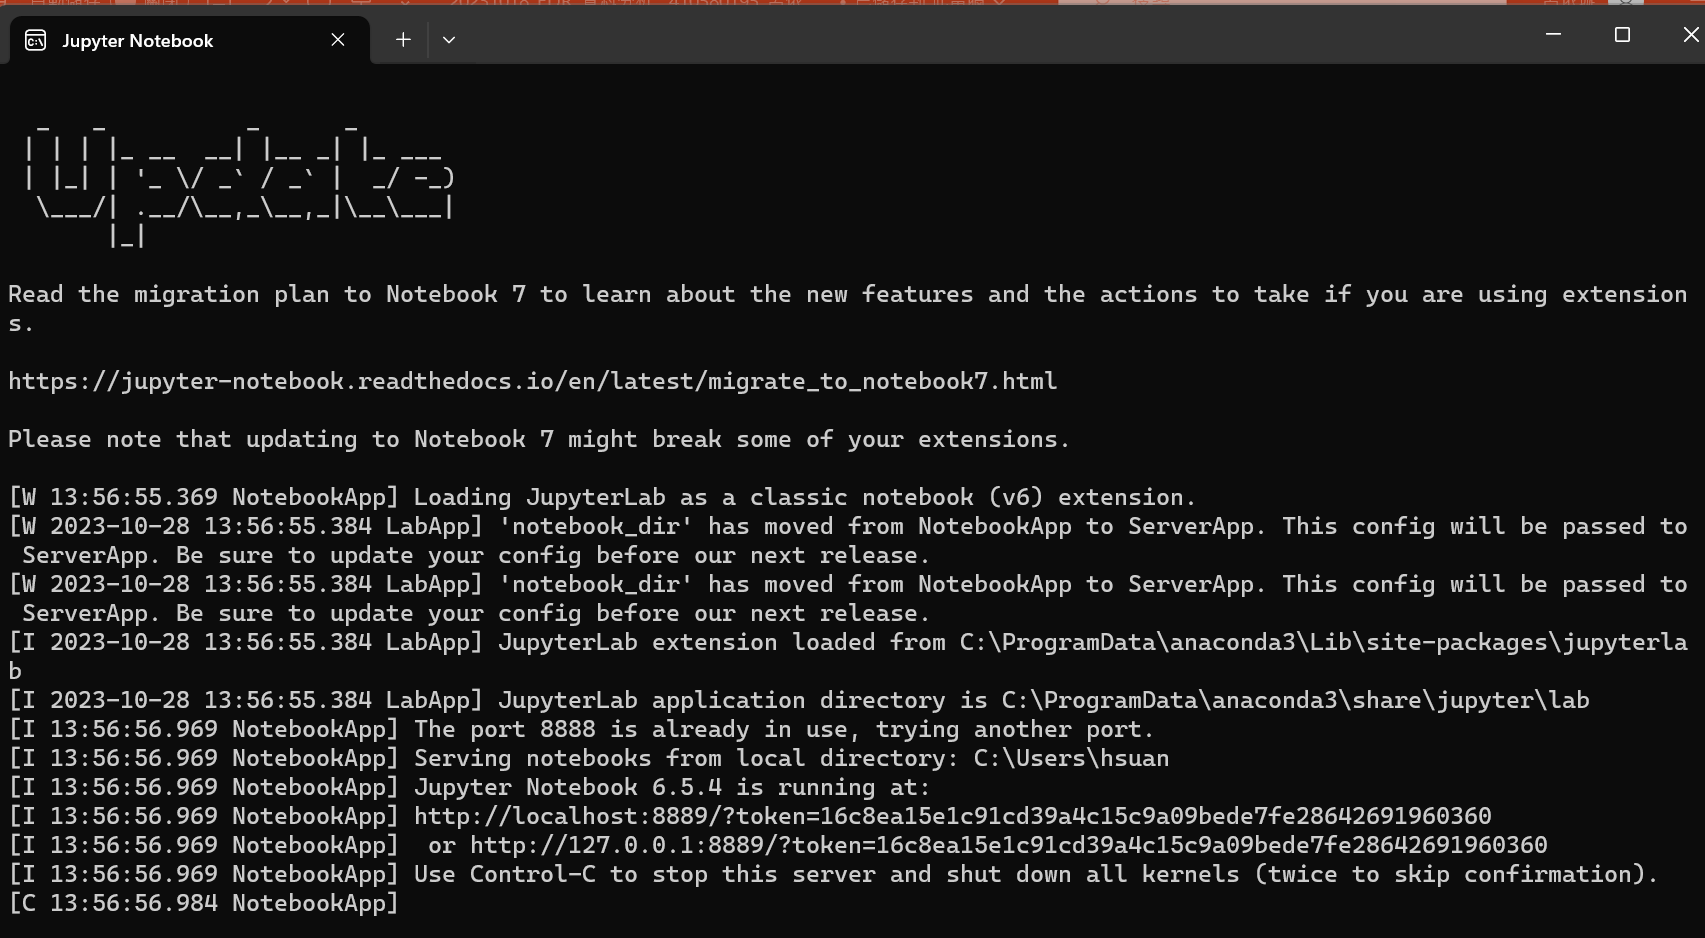 Jupyter Notebook
Update
Read the migration plan to Notebook 7 to learn about the new features and the actions to take if you are using extension
s.
https://jupyter-notebook.readthedocs.io/en/latest/migrate_to_notebook7.html
Please note that updating to Notebook 7 might break some of your extensions.
[W 13:56:55.369 NotebookApp] Loading JupyterLab as a classic notebook (v6) extension.
[W 2023-10-28 13:56:55.384 LabApp] 'notebook_dir' has moved from NotebookApp to ServerApp. This config will be passed to
 ServerApp. Be sure to update your config before our next release.
[W 2023-10-28 13:56:55.384 LabApp] 'notebook_dir' has moved from NotebookApp to ServerApp. This config will be passed to
 ServerApp. Be sure to update your config before our next release.
[I 2023-10-28 13:56:55.384 LabApp] JupyterLab extension loaded from C:\ProgramData\anaconda3\Lib\site-packages\jupyterla
b
[I 2023-10-28 13:56:55.384 LabApp] JupyterLab application directory is C:\ProgramData\anaconda3\share\jupyter\lab
[I 13:56:56.969 NotebookApp] The port 8888 is already in use, trying another port.
[I 13:56:56.969 NotebookApp] Serving notebooks from local directory: C:\Users\hsuan
[I 13:56:56.969 NotebookApp] Jupyter Notebook 6.5.4 is running at:
[I 13:56:56.969 NotebookApp] http://localhost:8889/?token=16c8ea15e1c91cd39a4c15c9a09bede7fe28642691960360
[I 13:56:56.969 NotebookApp]  or http://127.0.0.1:8889/?token=16c8ea15e1c91cd39a4c15c9a09bede7fe28642691960360
[I 13:56:56.969 NotebookApp] Use Control-C to stop this server and shut down all kernels (twice to skip confirmation).
[C 13:56:56.984 NotebookApp]